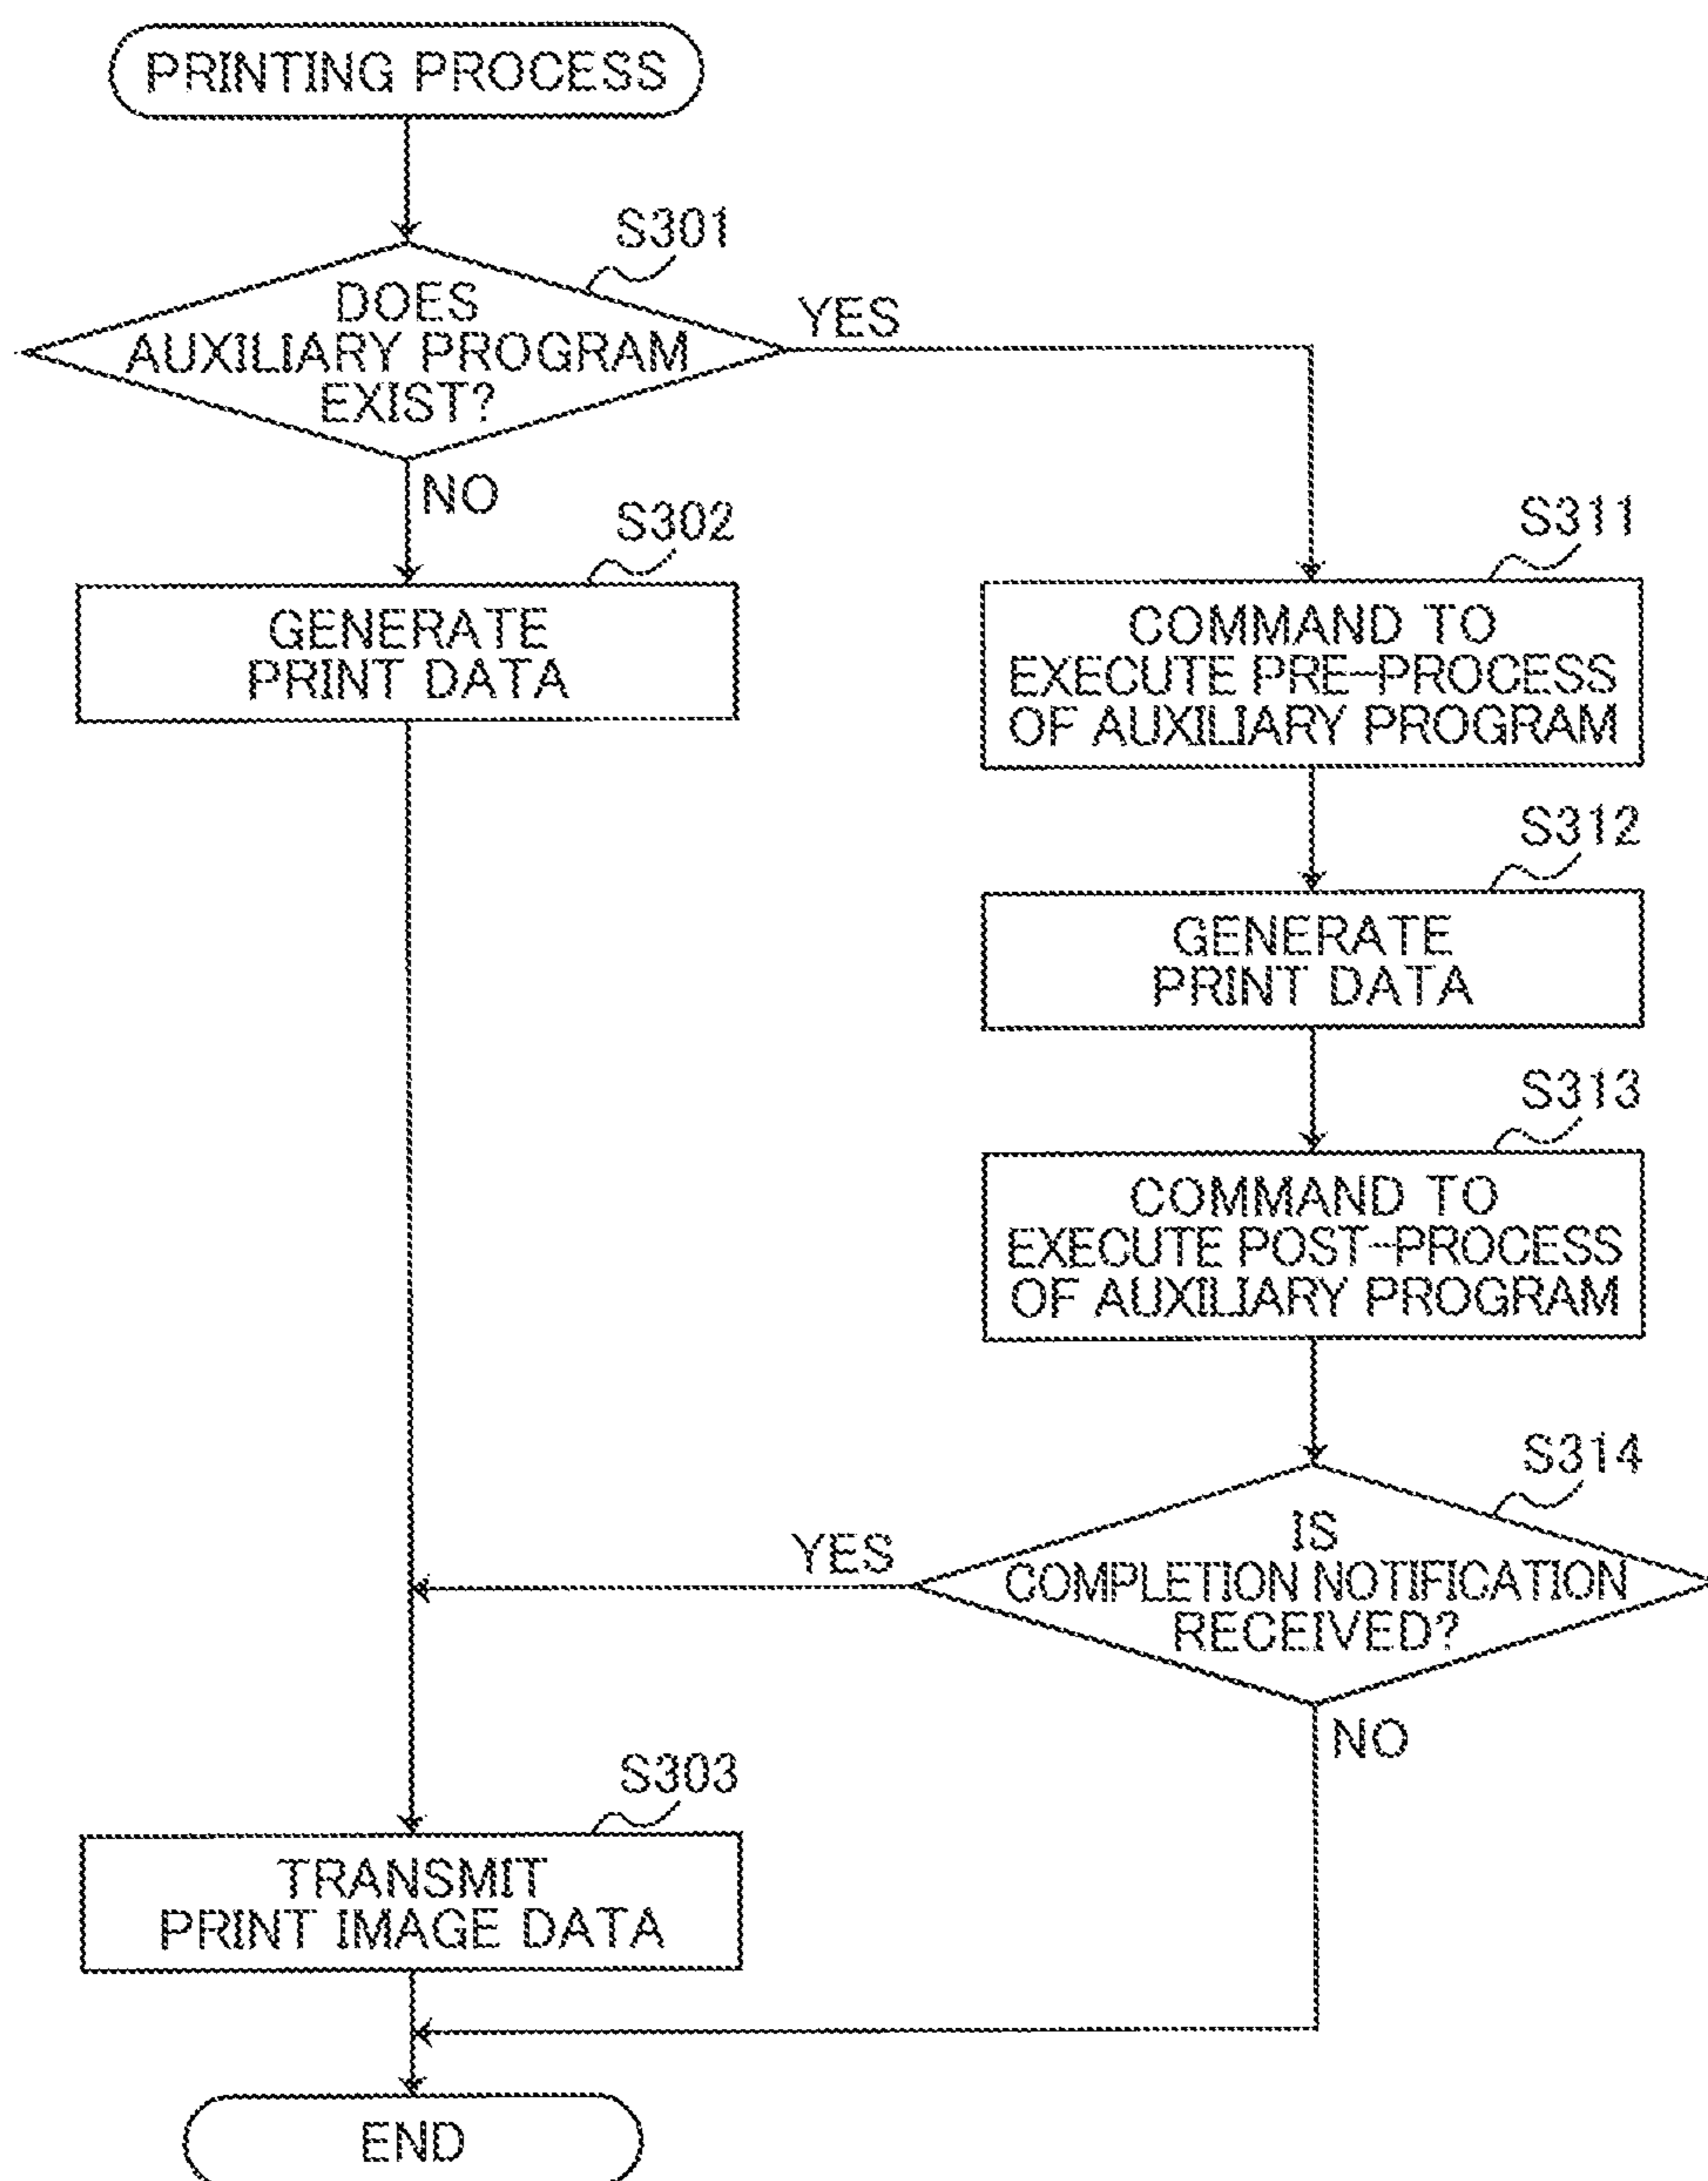 PRINTING PROCESS
S301
DOES
AUXILIARY PROGRAM
EXIST?
YES
NO
S302
GENERATE
PRINT DATA
S311
COMMAND TO
EXECUTE PRE-PROCESS
OF AUXILIARY PROGRAM
S312
GENERATE
PRINT DATA
S313
COMMAND TO
EXECUTE POST-PROCESS
OF AUXILIARY PROGRAM
S314
IS
COMPLETION NOTIFICATION
RECEIVED?
YES
NO
S303
TRANSMIT
PRINT IMAGE DATA
END